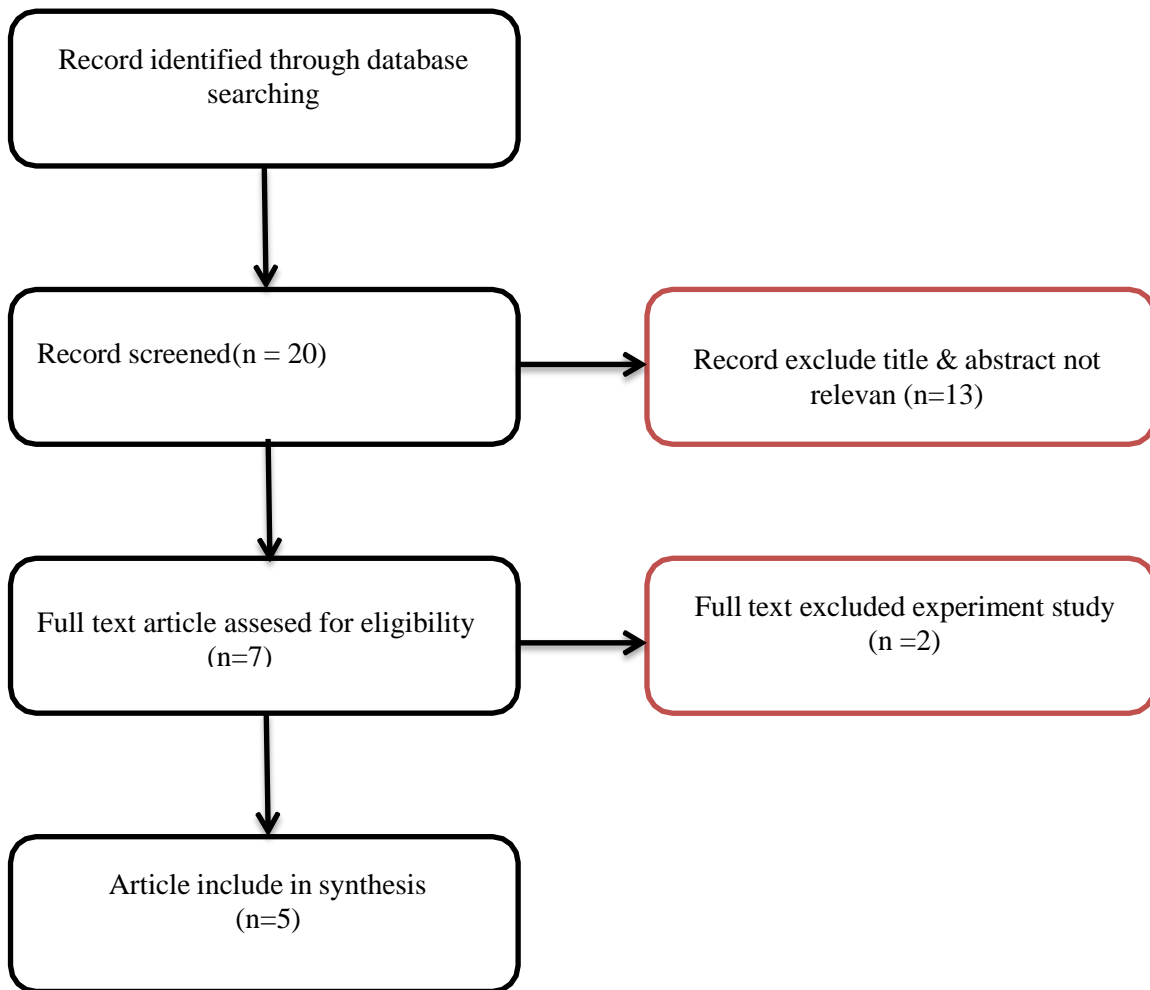 Record identified through database
searching
Record screened(n = 20)
Record exclude title & abstract not
relevan (n=13)
Full text article assesed for eligibility
(n=7)
Full text excluded experiment study
(n =2)
Article include in synthesis
(n=5)